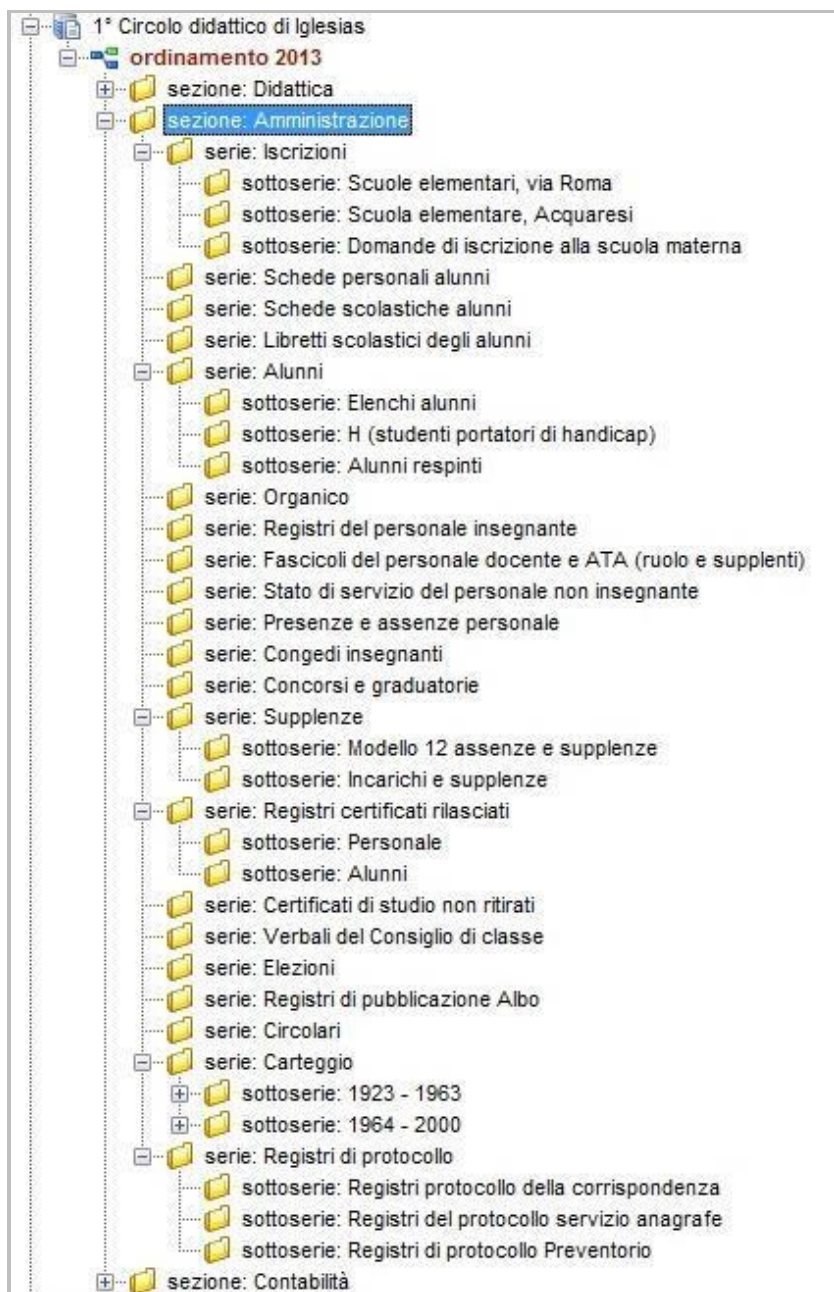 1° Circolo didattico di Iglesias
ordinamento 2013
sezione: Didattica
sezione: Amministrazione
serie: Iscrizioni
sottoserie: Scuole elementari, via Roma
sottoserie: Scuola elementare, Acquaresi
sottoserie: Domande di iscrizione alla scuola materna
serie: Schede personali alunni
serie: Schede scolastiche alunni
serie: Libretti scolastici degli alunni
serie: Alunni
sottoserie: Elenchi alunni
sottoserie: H (studenti portatori di handicap)
sottoserie: Alunni respinti
serie: Organico
serie: Registri del personale insegnante
serie: Fascicoli del personale docente e ATA (ruolo e supplenti)
serie: Stato di servizio del personale non insegnante
serie: Presenze e assenze personale
serie: Congedi insegnanti
serie: Concorsi e graduatorie
serie: Supplenze
sottoserie: Modello 12 assenze e supplenze
sottoserie: Incarichi e supplenze
serie: Registri certificati rilasciati
sottoserie: Personale
sottoserie: Alunni
serie: Certificati di studio non ritirati
serie: Verbali del Consiglio di classe
serie: Elezioni
serie: Registri di pubblicazione Albo
serie: Circolari
serie: Carteggio
sottoserie: 1923 - 1963
sottoserie: 1964 - 2000
serie: Registri di protocollo
sottoserie: Registri protocollo della corrispondenza
sottoserie: Registri del protocollo servizio anagrafe
sottoserie: Registri di protocollo Preventorio
sezione: Contabilità